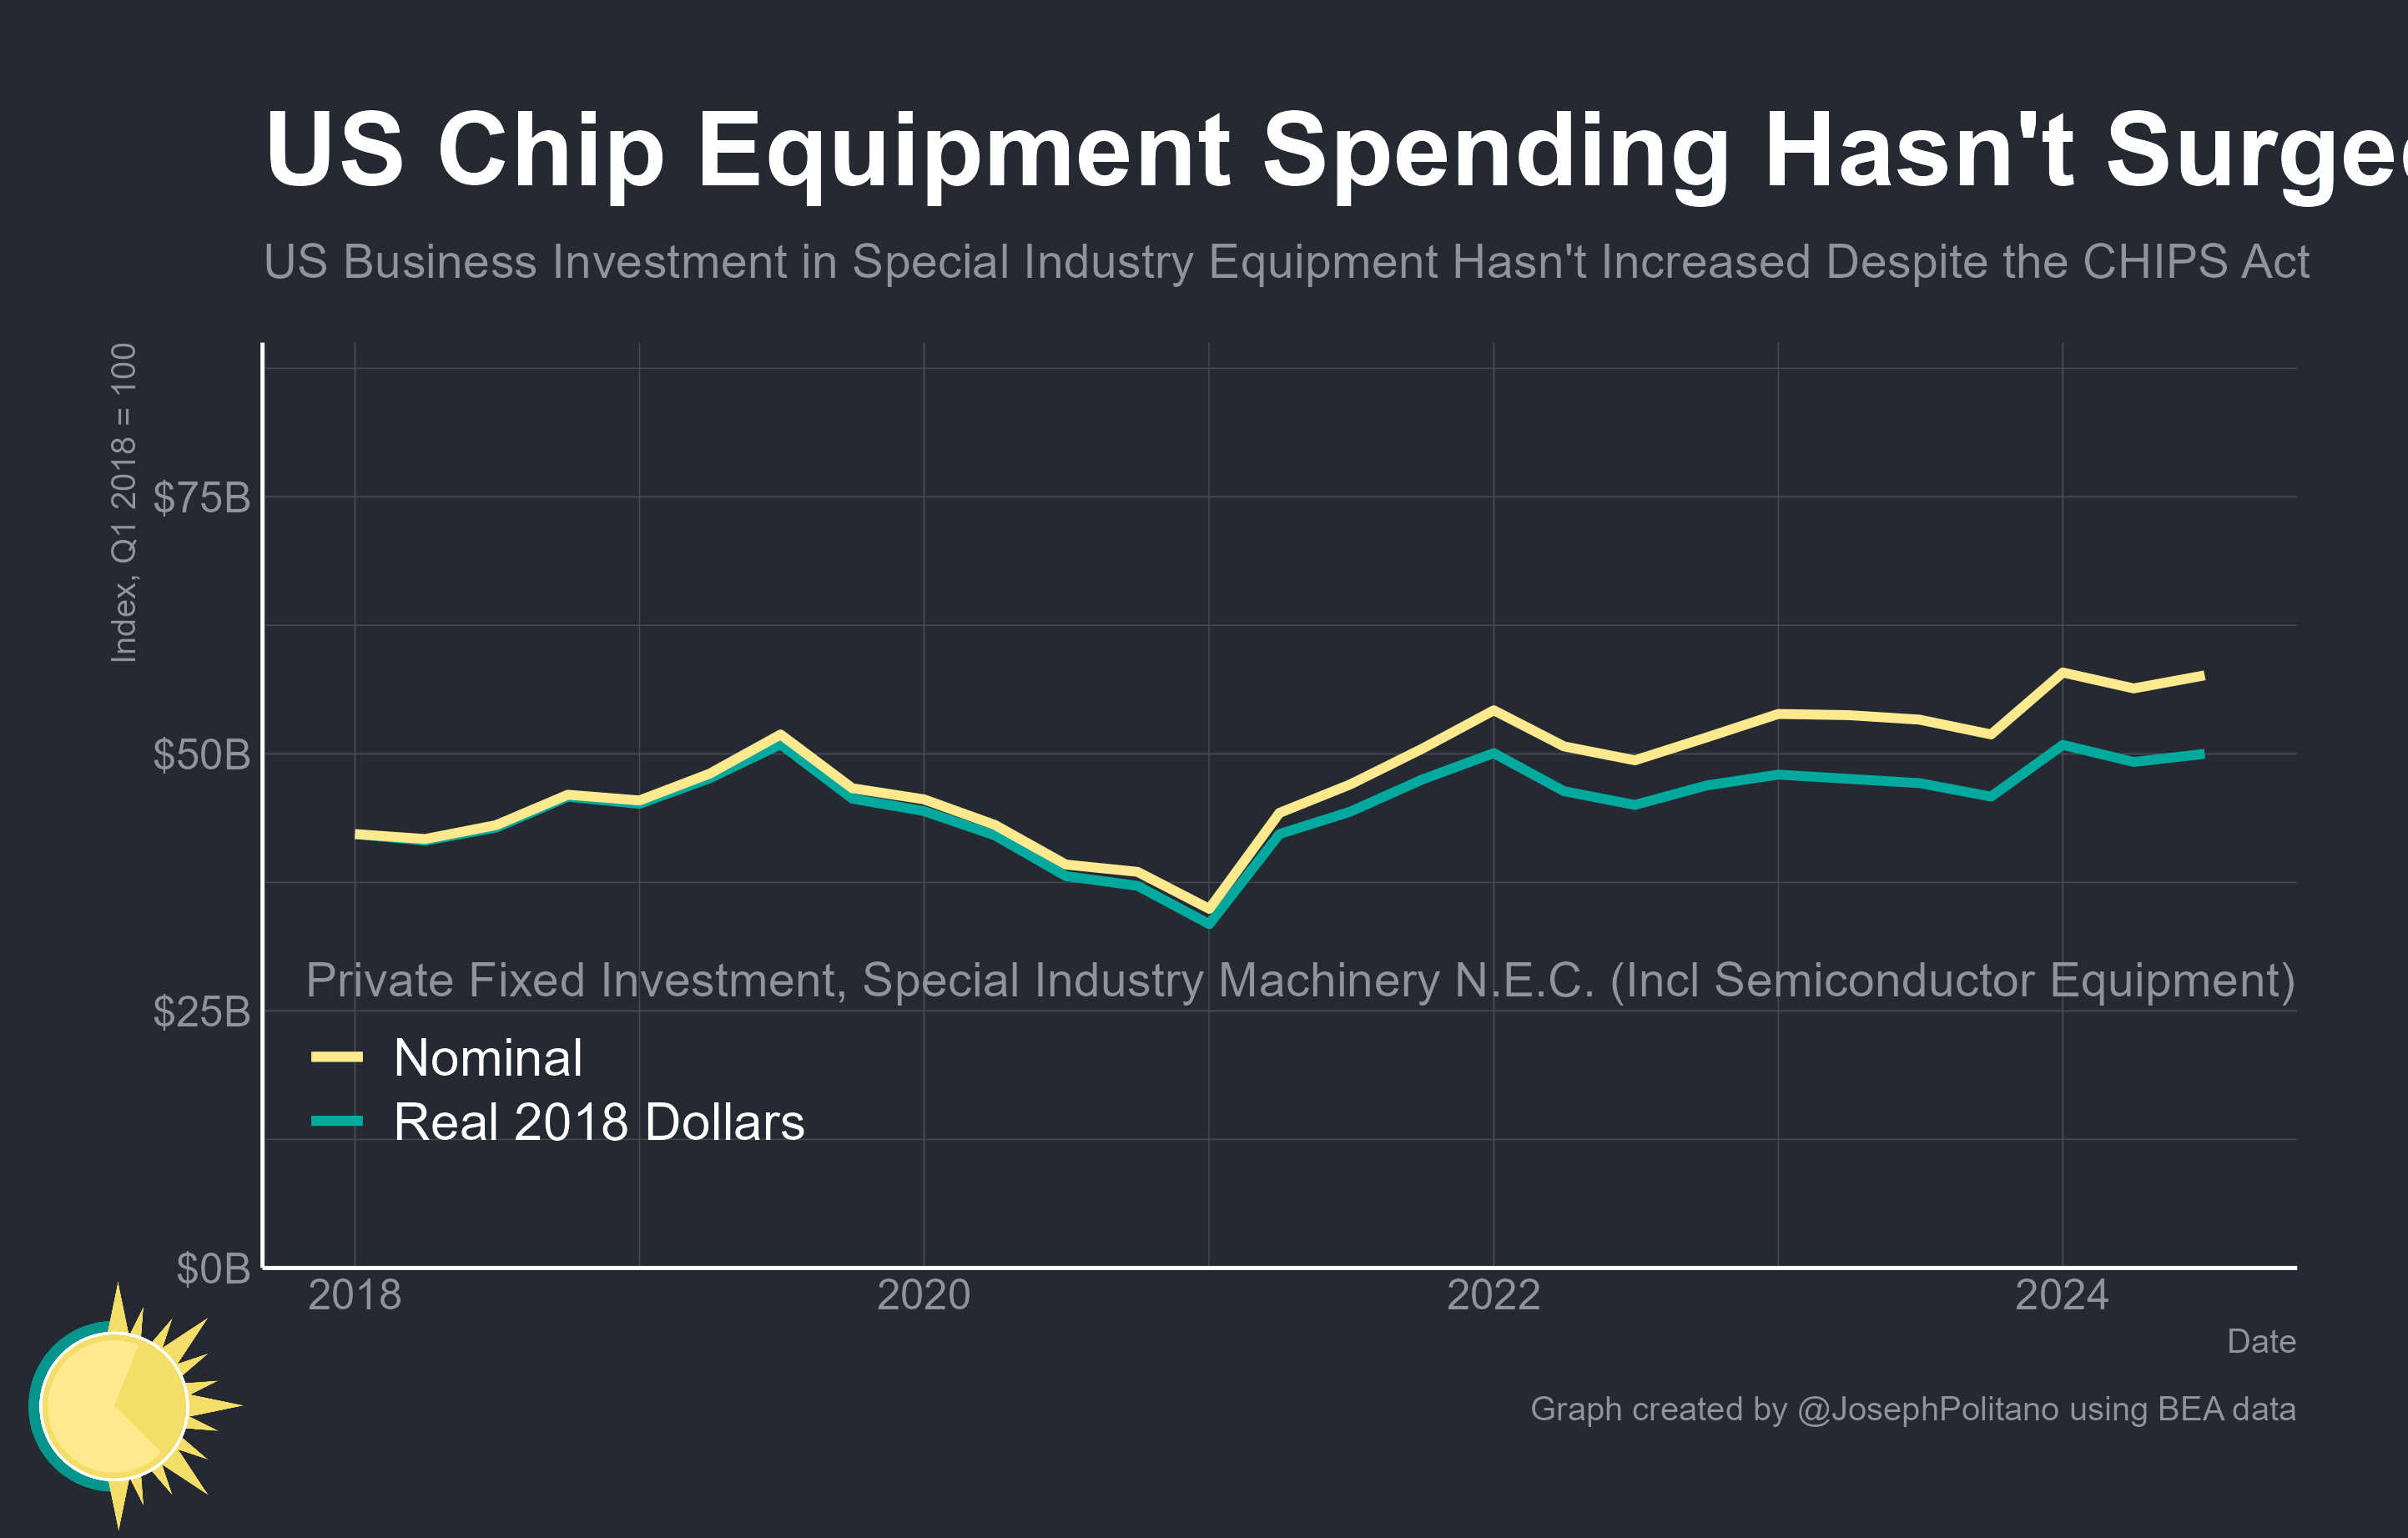 US Chip Equipment Spending Hasn't Surged
US Business Investment in Special Industry Equipment Hasn't Increased Despite the CHIPS Act
Index, Q1 2018 = 100
$75B
$50B
$25B
$0B
Private Fixed Investment, Special Industry Machinery N.E.C. (Incl Semiconductor Equipment)
Nominal
Real 2018 Dollars
2018 2020 2022 2024
Date
Graph created by @JosephPolitano using BEA data